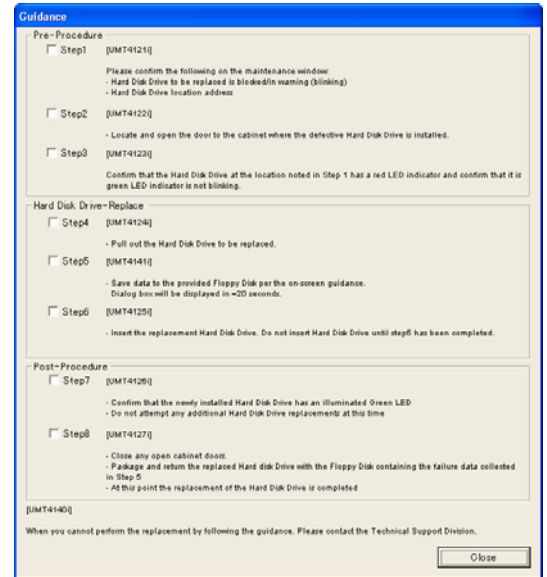 Guidance
Pre-Procedure
Step1 [UMT4121i]
Please confirm the following on the maintenance window:
- Hard Disk Drive to be replaced is blocked/in warning (blinking)
- Hard Disk Drive location address
Step2 [UMT4122i]
- Locate and open the door to the cabinet where the defective Hard Disk Drive is installed.
Step3 [UMT4123i]
Confirm that the Hard Disk Drive at the location noted in Step 1 has a red LED indicator and confirm that it is
green LED indicator is not blinking.
Hard Disk Drive-Replace
Step4 [UMT4124i]
- Pull out the Hard Disk Drive to be replaced.
Step5 [UMT4141i]
- Save data to the provided Floppy Disk per the on-screen guidance.
Dialog box will be displayed in ~20 seconds.
Step6 [UMT4125i]
- Insert the replacement Hard Disk Drive. Do not insert Hard Disk Drive until step5 has been completed.
Post-Procedure
Step7 [UMT4126i]
- Confirm that the newly installed Hard Disk Drive has an illuminated Green LED
- Do not attempt any additional Hard Disk Drive replacements at this time
Step8 [UMT4127i]
- Close any open cabinet doors.
- Package and return the replaced Hard disk Drive with the Floppy Disk containing the failure data collected
in Step 5
- At this point the replacement of the Hard Disk Drive is completed
[UMT4140i]
When you cannot perform the replacement by following the guidance. Please contact the Technical Support Division.
Close